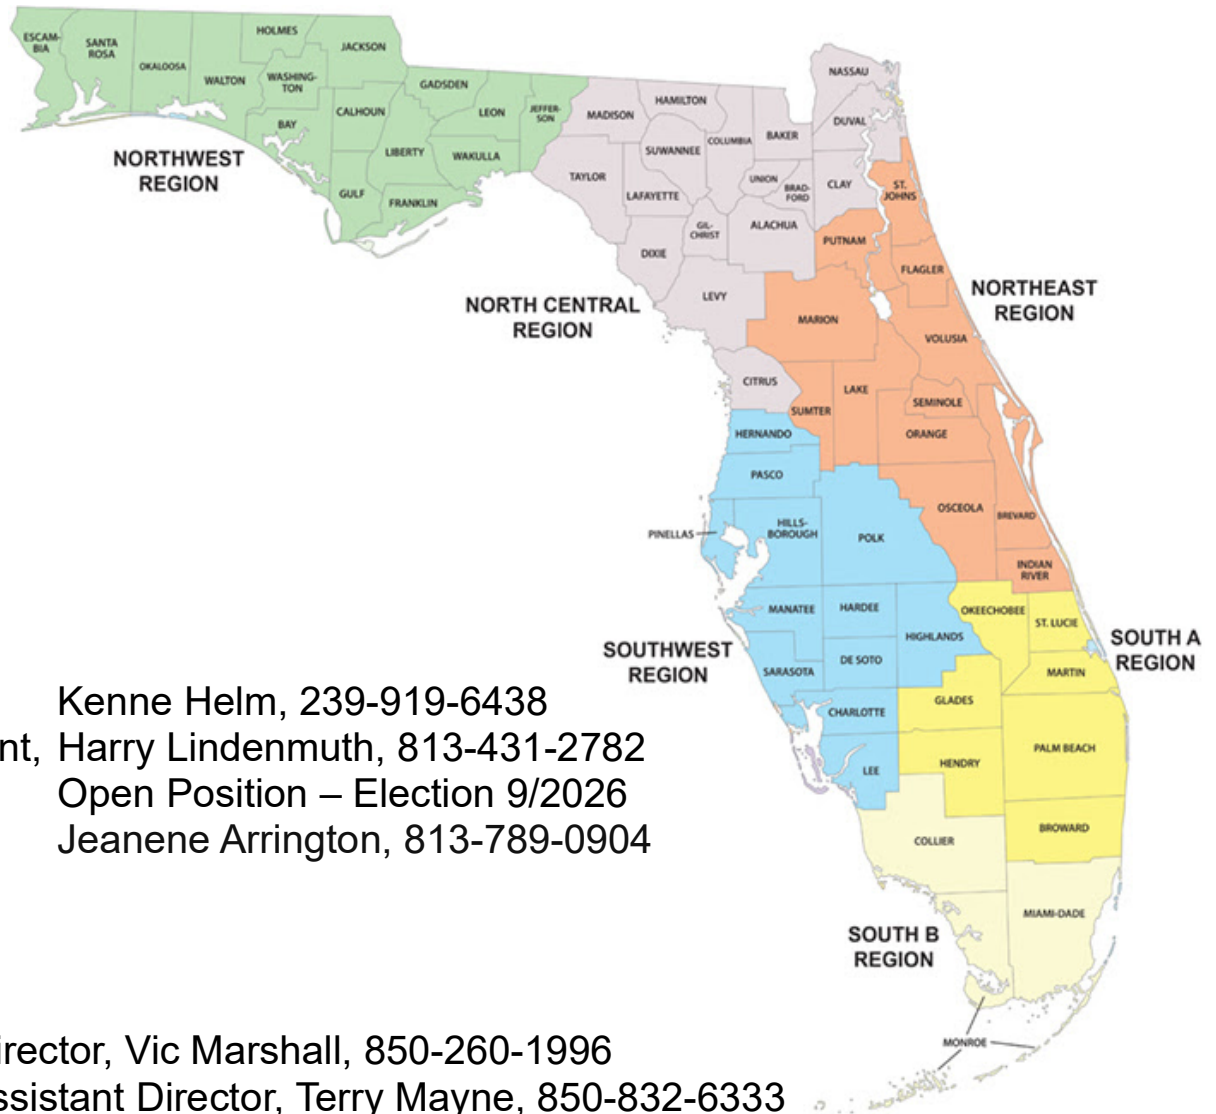 ESCAM-
BIA
SANTA
ROSA
OKALOOSA
WALTON
HOLMES
WASHING-
TON
BAY
JACKSON
CALHOUN
GULF
GADSDEN
LIBERTY
FRANKLIN
LEON
WAKULLA
JEFFER-
SON
NORTHWEST
REGION
MADISON
TAYLOR
HAMILTON
SUWANNEE
LAFAYETTE
DIXIE
COLUMBIA
GIL-
CHRIST
LEVY
BAKER
UNION
BRAD-
FORD
ALACHUA
NASSAU
DUVAL
CLAY
CITRUS
NORTH CENTRAL
REGION
ST.
JOHNS
PUTNAM
FLAGLER
MARION
VOLUSIA
LAKE
SUMTER
SEMINOLE
ORANGE
OSCEOLA
BREVARD
INDIAN
RIVER
NORTHEAST
REGION
HERNANDO
PASCO
PINELLAS
HILLS-
BOROUGH
POLK
MANATEE
HARDEE
HIGHLANDS
SARASOTA
DE SOTO
CHARLOTTE
LEE
SOUTHWEST
REGION
OKEECHOBEE
ST. LUCIE
MARTIN
GLADES
HENDRY
PALM BEACH
BROWARD
SOUTH A
REGION
COLLIER
MIAMI-DADE
MONROE
SOUTH B
REGION
Kenne Helm, 239-919-6438
nt, Harry Lindenmuth, 813-431-2782
Open Position – Election 9/2026
Jeanene Arrington, 813-789-0904
irector, Vic Marshall, 850-260-1996
ssistant Director, Terry Mayne, 850-832-6333